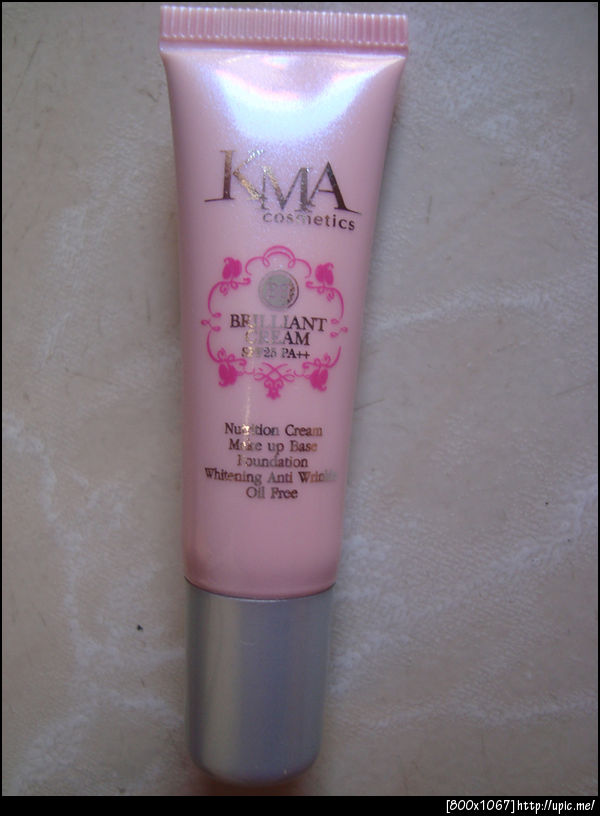 KMA
cosmetics
BRILLIANT
CREAM
SPF25 PA++
Nutrition Cream
Make up Base
Foundation
Whitening Anti Wrinkle
Oil Free
[800x1067]http://upic.me/